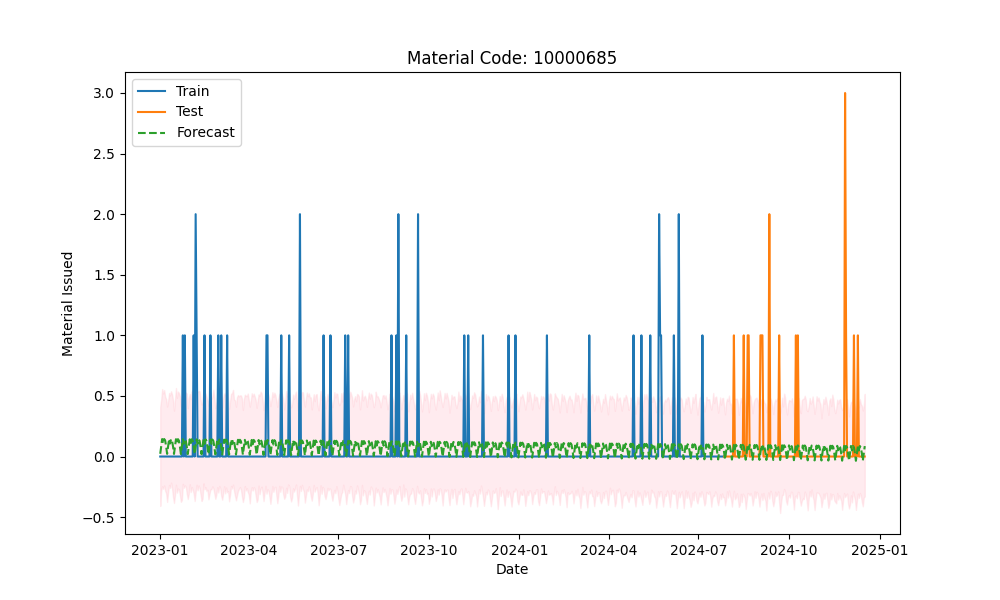 Material Code: 10000685
Train
Test
Forecast
3.0
2.5
2.0
1.5
1.0
0.5
0.0
−0.5
Material Issued
2023-01 2023-04 2023-07 2023-10 2024-01 2024-04 2024-07 2024-10 2025-01
Date